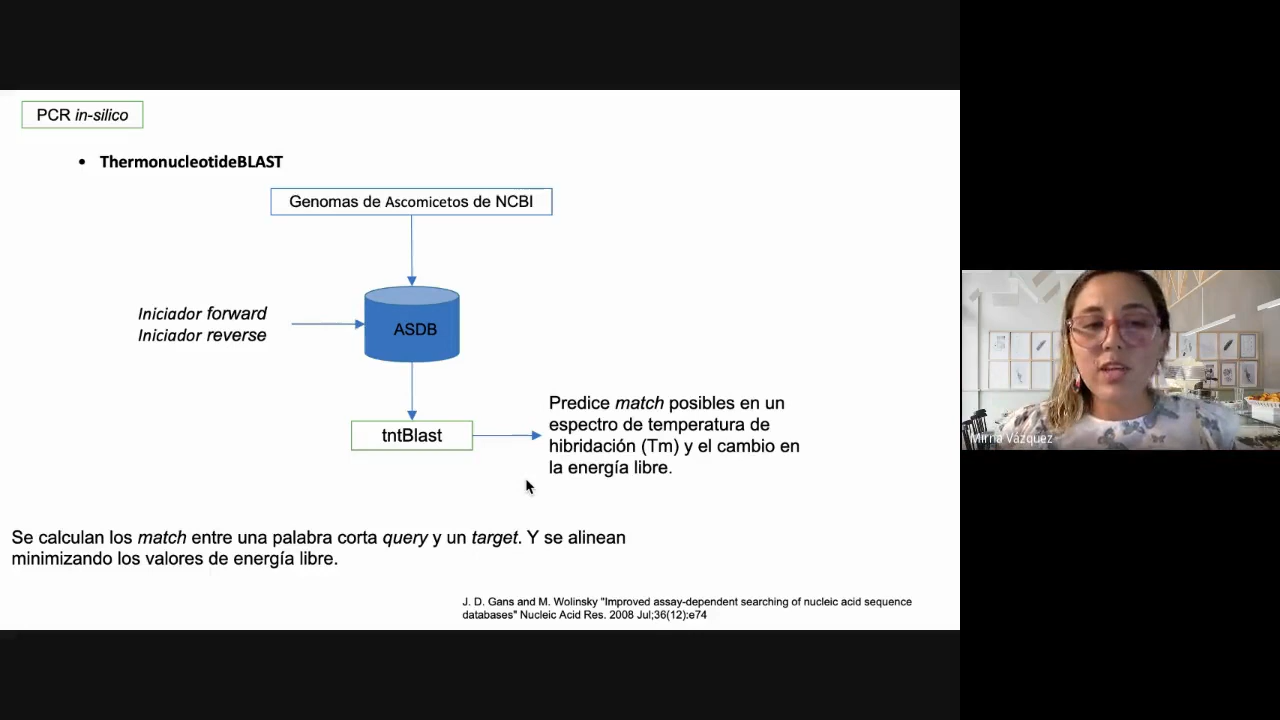 PCR in-silico
• ThermonucleotideBLAST
Genomas de Ascomicetos de NCBI
Iniciador forward
Iniciador reverse
ASDB
tntBlast
Predice match posibles en un
espectro de temperatura de
hibridación (Tm) y el cambio en
la energía libre.
Se calculan los match entre una palabra corta query y un target. Y se alinean
minimizando los valores de energía libre.
J. D. Gans and M. Wolinsky "Improved assay-dependent searching of nucleic acid sequence
databases" Nucleic Acid Res. 2008 Jul;36(12):e74
Mirna Vázquez